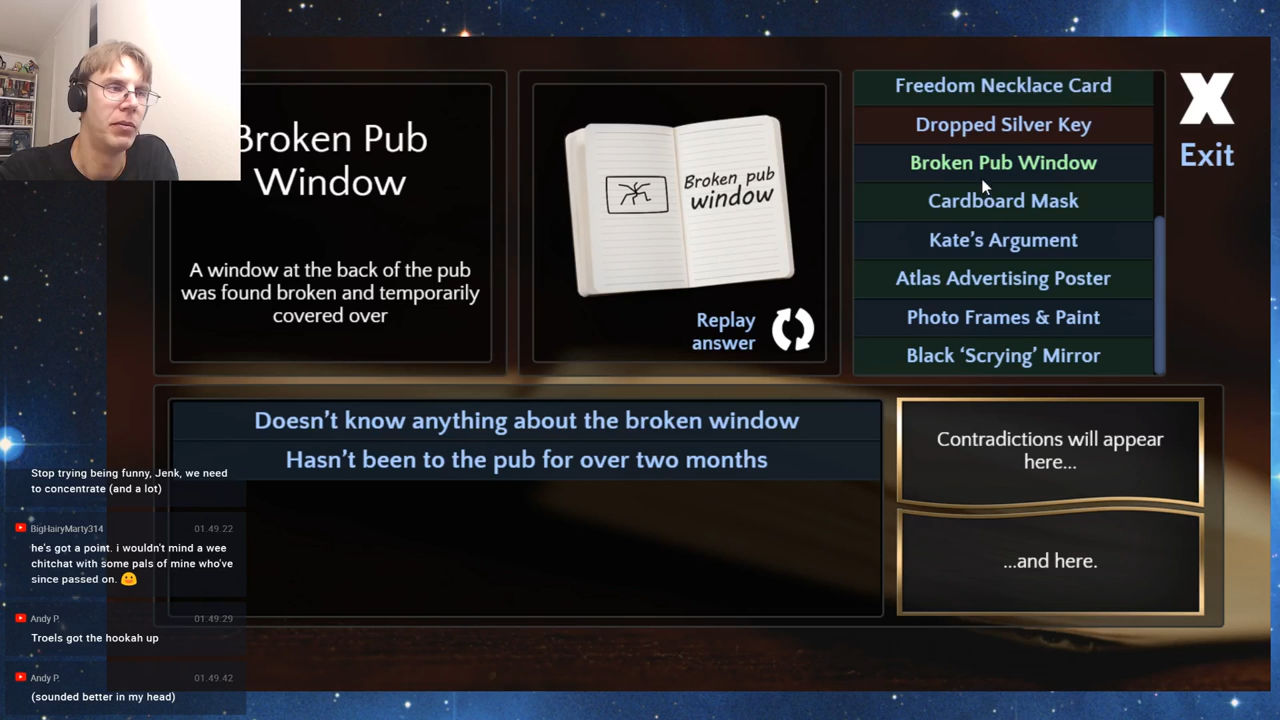 Broken Pub
Window
A window at the back of the pub
was found broken and temporarily
covered over
Broken pub
window
Replay
answer
Freedom Necklace Card
Dropped Silver Key
Broken Pub Window
Cardboard Mask
Kate's Argument
Atlas Advertising Poster
Photo Frames & Paint
Black 'Scrying' Mirror
X
Exit
Doesn't know anything about the broken window
Hasn't been to the pub for over two months
Contradictions will appear
here...
...and here.
Stop trying being funny, Jenk, we need
to concentrate (and a lot)
BigHairyMarty314 01.49.22
he's got a point. i wouldn't mind a wee
chitchat with some pals of mine who've
since passed on. 🙂
Andy P 01.49.29
Troels got the hookah up
Andy P. 01.49.42
(sounded better in my head)